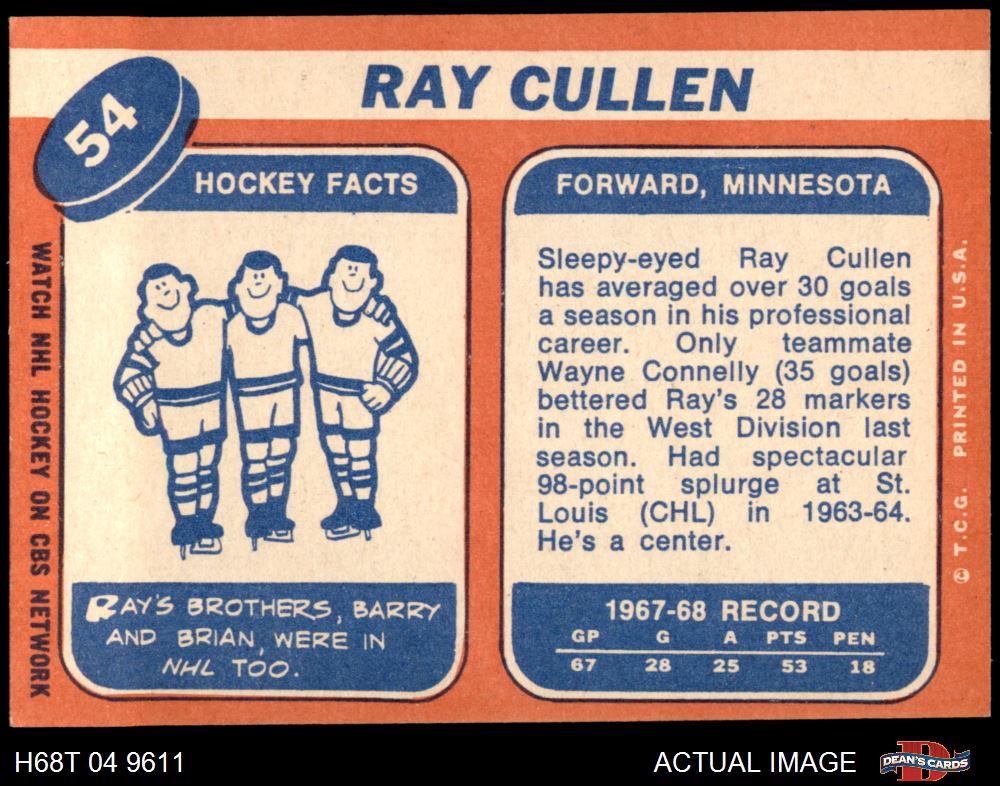 54
RAY CULLEN
HOCKEY FACTS
RAY'S BROTHERS, BARRY
AND BRIAN, WERE IN
NHL TOO.
FORWARD, MINNESOTA
Sleepy-eyed Ray Cullen
has averaged over 30 goals
a season in his professional
career. Only teammate
Wayne Connelly (35 goals)
bettered Ray's 28 markers
in the West Division last
season. Had spectacular
98-point splurge at St.
Louis (CHL) in 1963-64.
He's a center.
1967-68 RECORD
GP G A PTS PEN
67 28 25 53 18
WATCH NHL HOCKEY ON CBS NETWORK
© T.C.G. PRINTED IN U.S.A.
H68T 04 9611
ACTUAL IMAGE
D
DEAN'S CARDS